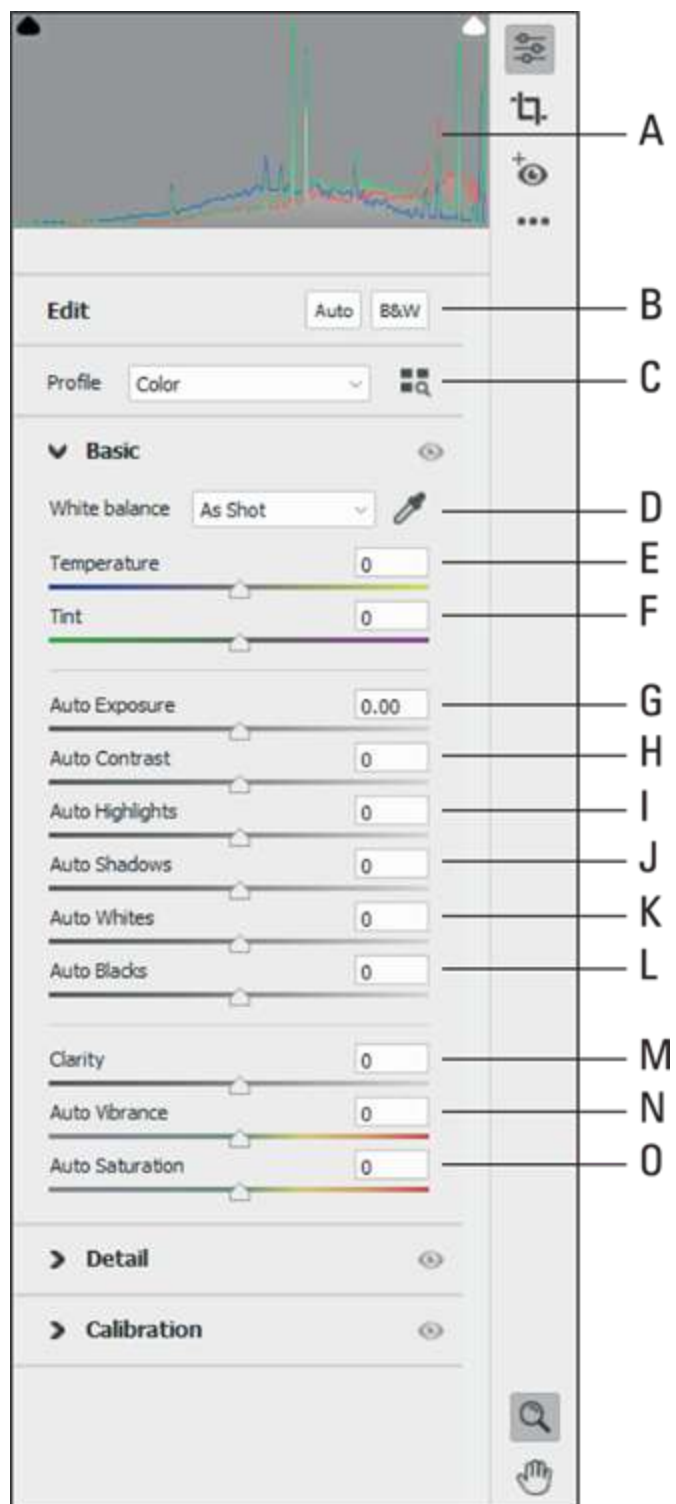 A
Edit Auto B&W B
Profile Color C
Basic
White balance As Shot D
Temperature 0 E
Tint 0 F
Auto Exposure 0.00 G
Auto Contrast 0 H
Auto Highlights 0 I
Auto Shadows 0 J
Auto Whites 0 K
Auto Blacks 0 L
Clarity 0 M
Auto Vibrance 0 N
Auto Saturation 0 O
Detail
Calibration